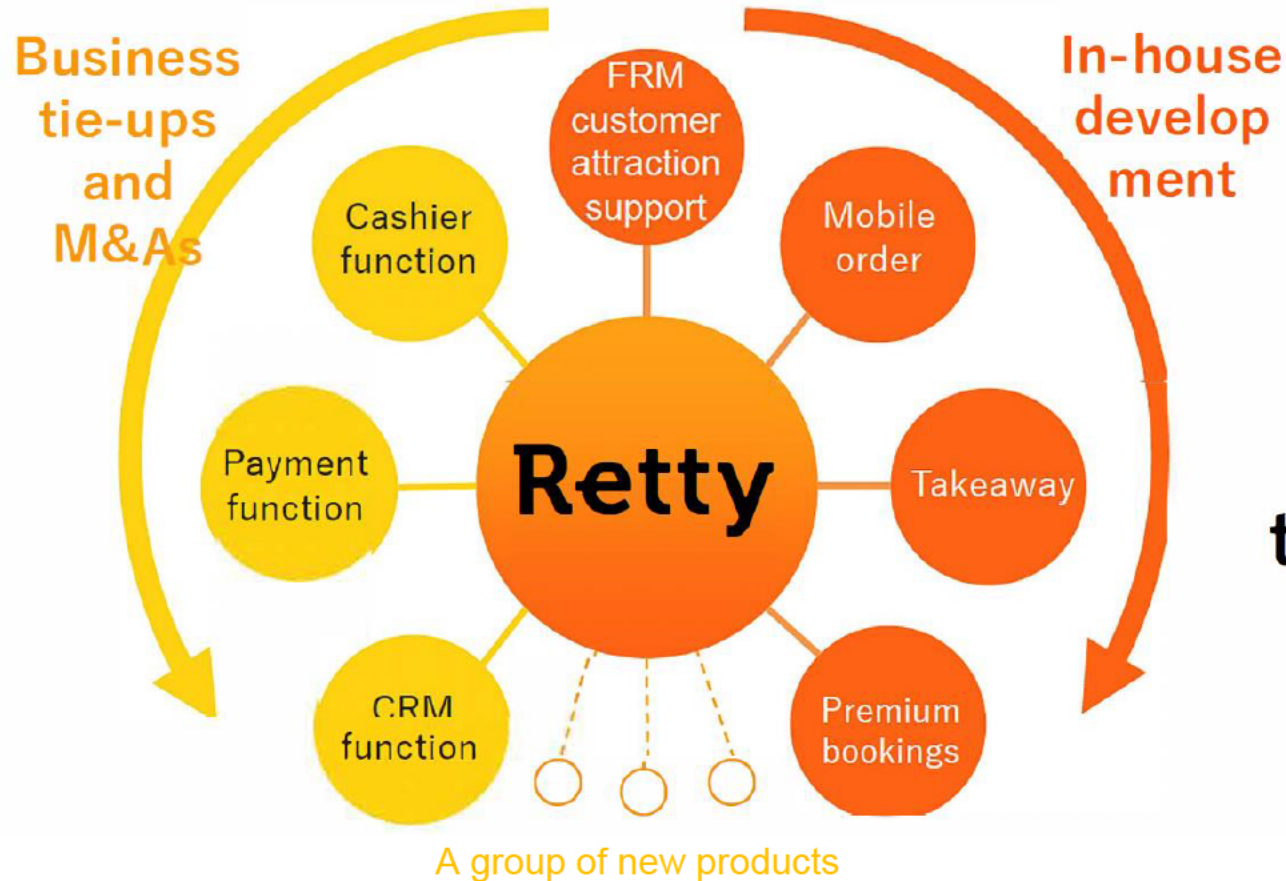 Business
tie-ups
and
M&As
In-house
develop
ment
FRM
customer
attraction
support
Cashier
function
Mobile
order
Payment
function
Retty
Takeaway
t
CRM
function
Premium
bookings
A group of new products